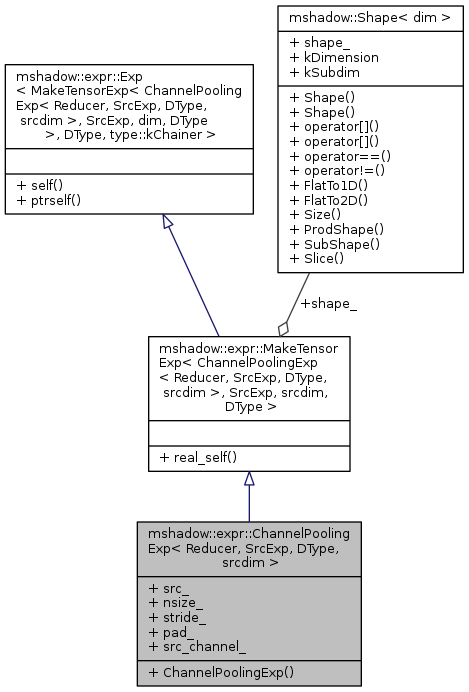 mshadow::Shape< dim >
+ shape_
+ kDimension
+ kSubdim
+ Shape()
+ Shape()
+ operator[]()
+ operator[]()
+ operator==()
+ operator!=()
+ FlatTo1D()
+ FlatTo2D()
+ Size()
+ ProdShape()
+ SubShape()
+ Slice()
mshadow::expr::Exp
< MakeTensorExp< ChannelPooling
Exp< Reducer, SrcExp, DType,
srcdim >, SrcExp, dim, DType
>, DType, type::kChainer >
+ self()
+ ptrself()
+shape_
mshadow::expr::MakeTensor
Exp< ChannelPoolingExp
< Reducer, SrcExp, DType,
srcdim >, SrcExp, srcdim,
DType >
+ real_self()
mshadow::expr::ChannelPooling
Exp< Reducer, SrcExp, DType,
srcdim >
+ src_
+ nsize_
+ stride_
+ pad_
+ src_channel_
+ ChannelPoolingExp()